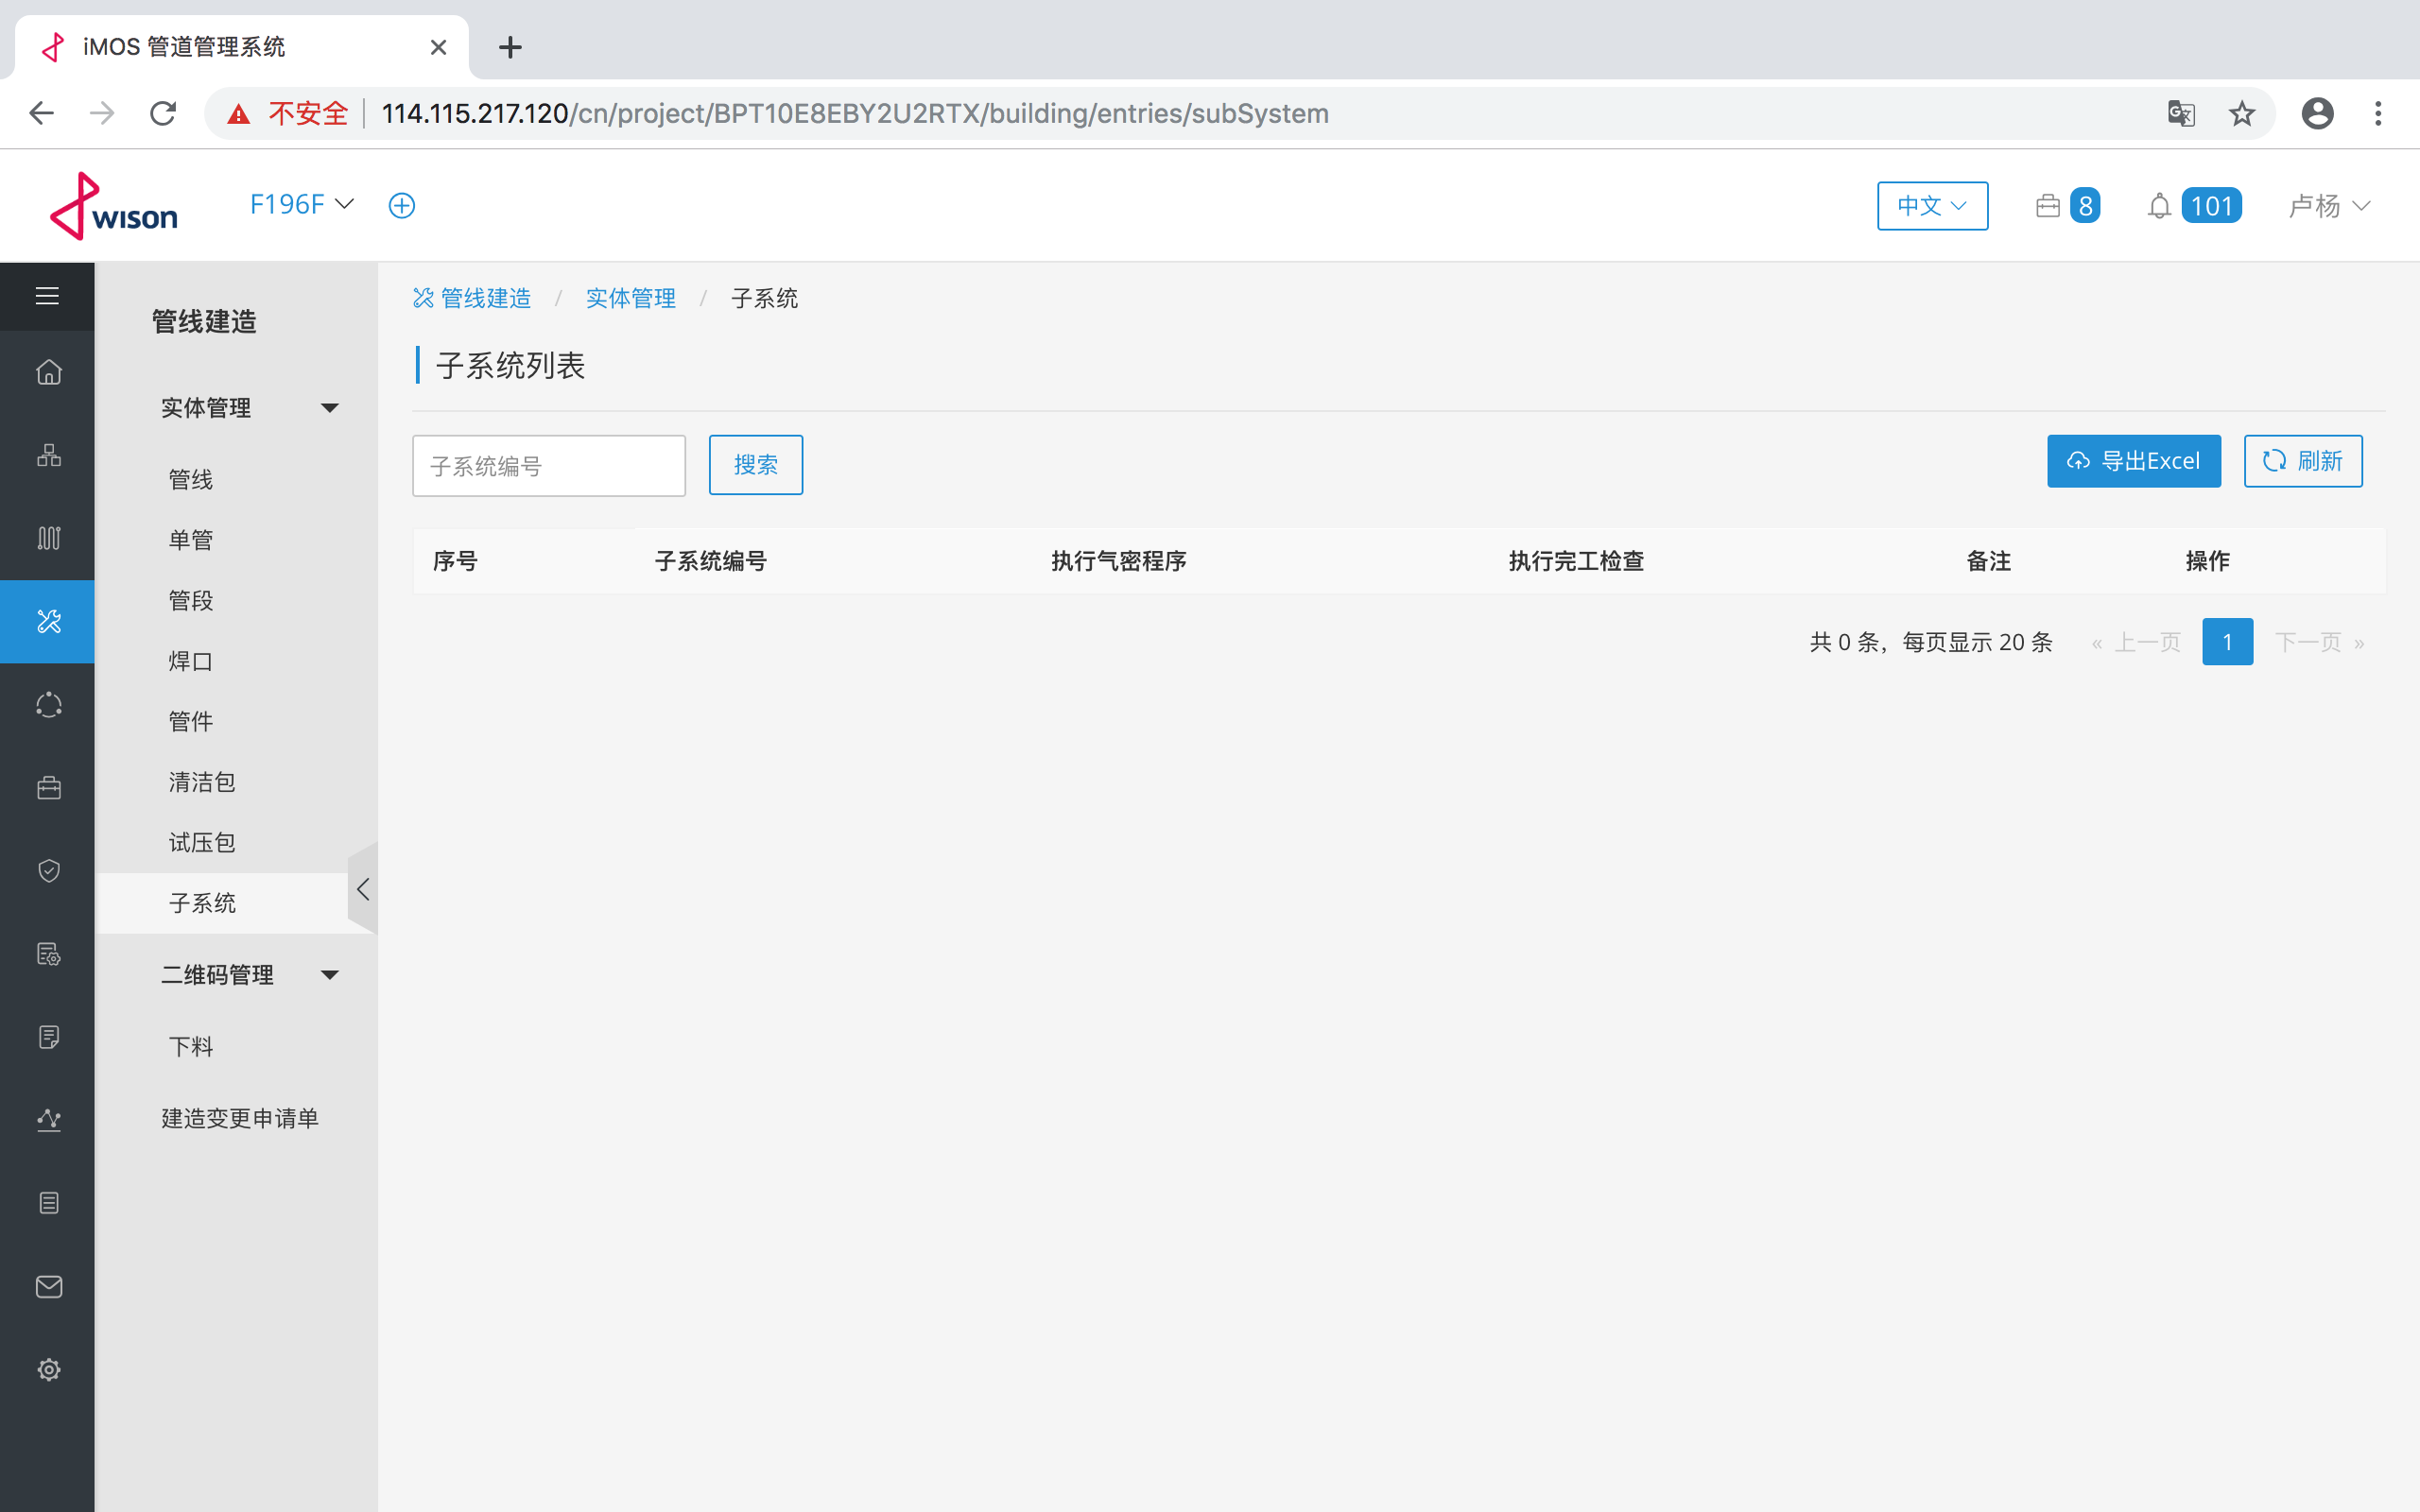 iMOS 管道管理系统
不安全 114.115.217.120/cn/project/BPT10E8EBY2U2RTX/building/entries/subSystem
wison F196F 中文 8 101 卢杨
管线建造 / 实体管理 / 子系统
管线建造
子系统列表
实体管理
子系统编号 搜索 导出Excel 刷新
管线
单管
管段
焊口
管件
清洁包
试压包
子系统
二维码管理
下料
建造变更申请单
序号 子系统编号 执行气密程序 执行完工检查 备注 操作
共 0 条，每页显示 20 条 « 上一页 1 下一页 »